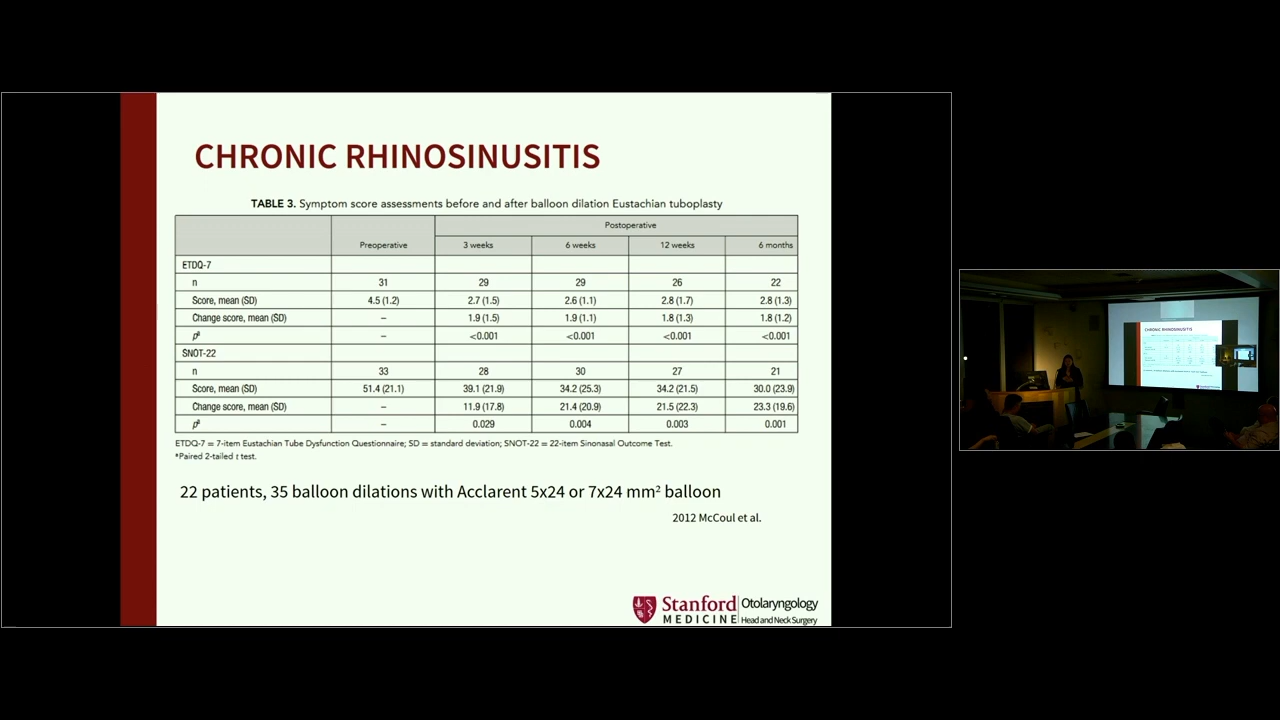 CHRONIC RHINOSINUSITIS
TABLE 3. Symptom score assessments before and after balloon dilation Eustachian tuboplasty
Postoperative
Preoperative 3 weeks 6 weeks 12 weeks 6 months
ETDQ-7
n 31 29 29 26 22
Score, mean (SD) 4.5 (1.2) 2.7 (1.5) 2.6 (1.1) 2.8 (1.7) 2.8 (1.3)
Change score, mean (SD) – 1.9 (1.5) 1.9 (1.1) 1.8 (1.3) 1.8 (1.2)
pª – <0.001 <0.001 <0.001 <0.001
SNOT-22
n 33 28 30 27 21
Score, mean (SD) 51.4 (21.1) 39.1 (21.9) 34.2 (25.3) 34.2 (21.5) 30.0 (23.9)
Change score, mean (SD) – 11.9 (17.8) 21.4 (20.9) 21.5 (22.3) 23.3 (19.6)
pª – 0.029 0.004 0.003 0.001
ETDQ-7 = 7-item Eustachian Tube Dysfunction Questionnaire; SD = standard deviation; SNOT-22 = 22-item Sinonasal Outcome Test.
ªPaired 2-tailed t test.
22 patients, 35 balloon dilations with Acclarent 5x24 or 7x24 mm² balloon
2012 McCoul et al.
Stanford MEDICINE
Otolaryngology
Head and Neck Surgery
CHRONIC RHINOSINUSITIS